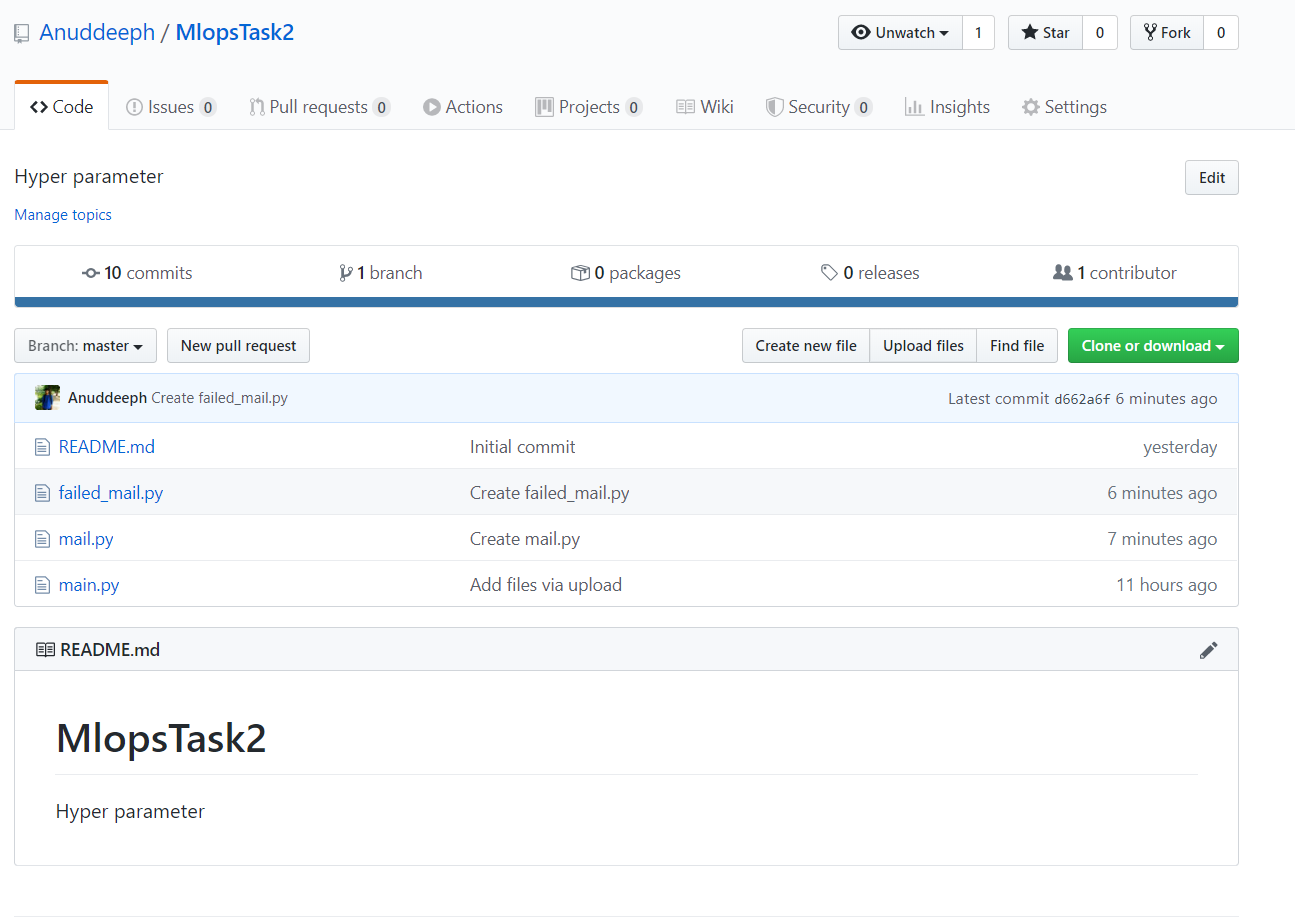 Anuddeeph / MlopsTask2 Unwatch 1 Star 0 Fork 0
Code Issues 0 Pull requests 0 Actions Projects 0 Wiki Security 0 Insights Settings
Hyper parameter Edit
Manage topics
10 commits 1 branch 0 packages 0 releases 1 contributor
Branch: master New pull request Create new file Upload files Find file Clone or download
Anuddeeph Create failed_mail.py Latest commit d662a6f 6 minutes ago
README.md Initial commit yesterday
failed_mail.py Create failed_mail.py 6 minutes ago
mail.py Create mail.py 7 minutes ago
main.py Add files via upload 11 hours ago
README.md
MlopsTask2
Hyper parameter